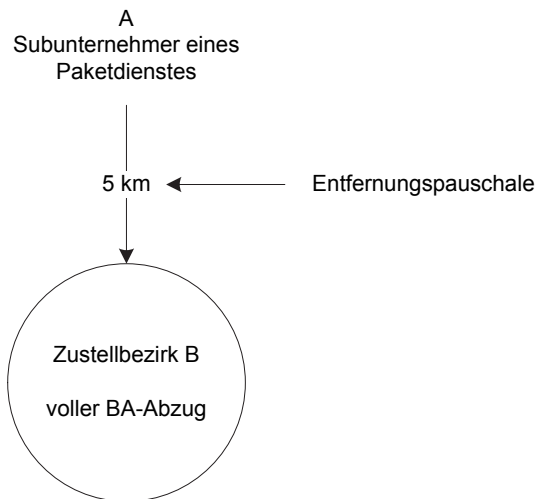 A
Subunternehmer eines
Paketdienstes
5 km
Entfernungspauschale
Zustellbezirk B
voller BA-Abzug